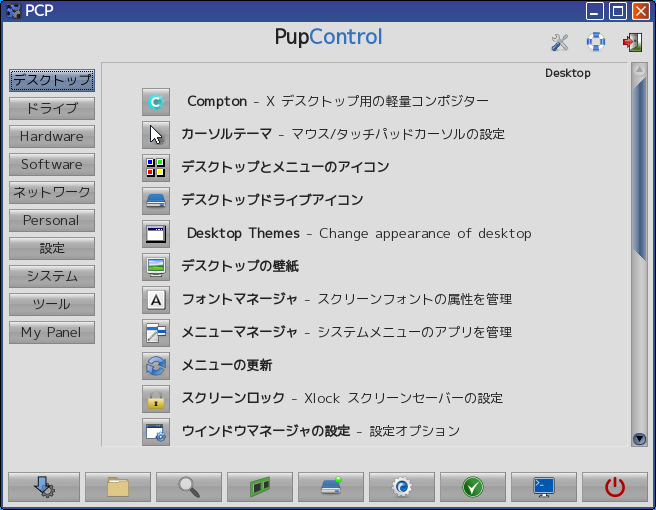 PCP
PupControl
Desktop
デスクトップ
ドライブ
Hardware
Software
ネットワーク
Personal
設定
システム
ツール
My Panel
Compton - X デスクトップ用の軽量コンポジター
カーソルテーマ - マウス/タッチパッドカーソルの設定
デスクトップとメニューのアイコン
デスクトップドライブアイコン
Desktop Themes - Change appearance of desktop
デスクトップの壁紙
フォントマネージャ - スクリーンフォントの属性を管理
メニューマネージャ - システムメニューのアプリを管理
メニューの更新
スクリーンロック - Xlock スクリーンセーバーの設定
ウインドウマネージャの設定 - 設定オプション